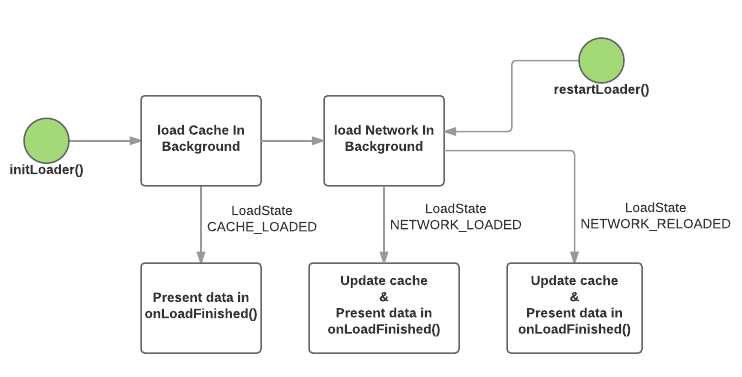 restartLoader()
initLoader()
load Cache In
Background
load Network In
Background
LoadState
CACHE_LOADED
LoadState
NETWORK_LOADED
LoadState
NETWORK_RELOADED
Present data in
onLoadFinished()
Update cache
&
Present data in
onLoadFinished()
Update cache
&
Present data in
onLoadFinished()